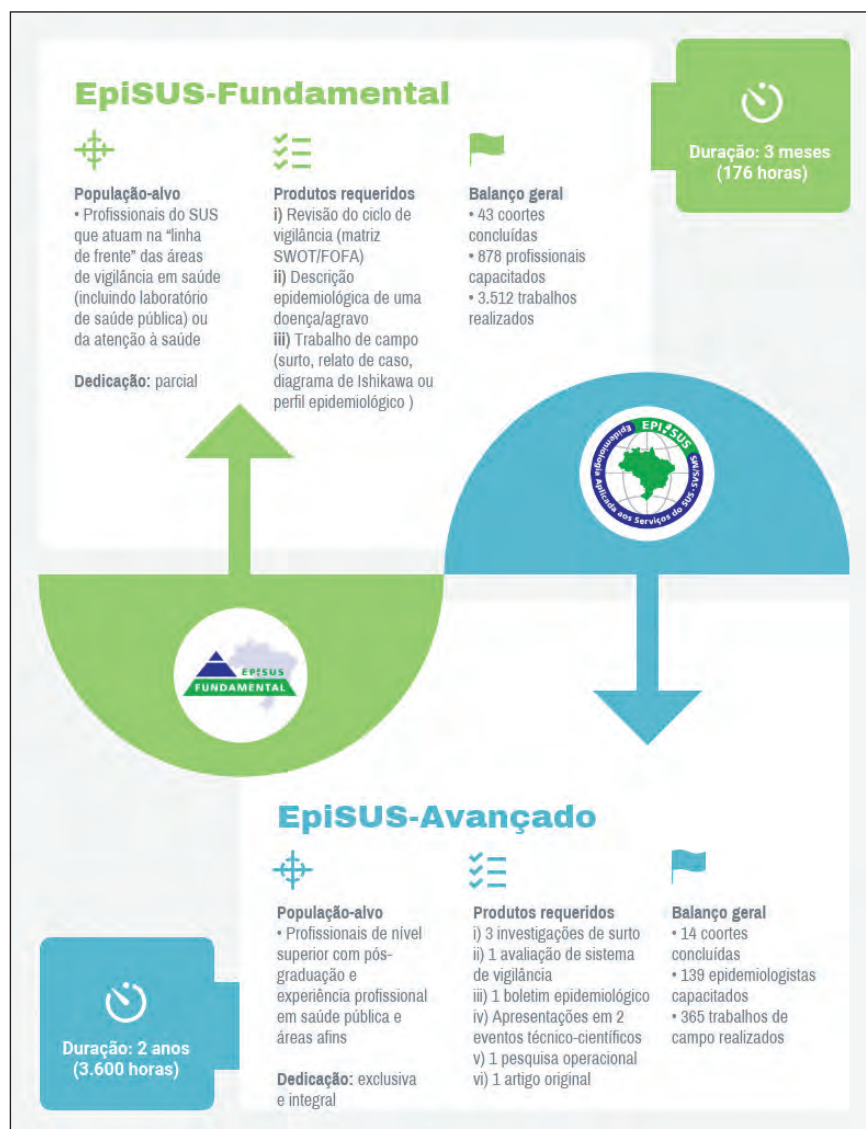 EpiSUS-Fundamental
Duração: 3 meses
(176 horas)
População-alvo
• Profissionais do SUS
que atuam na “linha
de frente” das áreas
de vigilância em saúde
(incluindo laboratório
de saúde pública) ou
da atenção à saúde
Dedicação: parcial
Produtos requeridos
i) Revisão do ciclo de
vigilância (matriz
SWOT/FOFA)
ii) Descrição
epidemiológica de uma
doença/agravo
iii) Trabalho de campo
(surto, relato de caso,
diagrama de Ishikawa ou
perfil epidemiológico )
Balanço geral
• 43 coortes
concluídas
• 878 profissionais
capacitados
• 3.512 trabalhos
realizados
EPISUS
Epidemiologia Aplicada aos Serviços do SUS - SVS/MS
EPISUS
FUNDAMENTAL
EpiSUS-Avançado
População-alvo
• Profissionais de nível
superior com pós-
graduação e
experiência profissional
em saúde pública e
áreas afins
Dedicação: exclusiva
e integral
Produtos requeridos
i) 3 investigações de surto
ii) 1 avaliação de sistema
de vigilância
iii) 1 boletim epidemiológico
iv) Apresentações em 2
eventos técnico-científicos
v) 1 pesquisa operacional
vi) 1 artigo original
Balanço geral
• 14 coortes
concluídas
• 139 epidemiologistas
capacitados
• 365 trabalhos de
campo realizados
Duração: 2 anos
(3.600 horas)